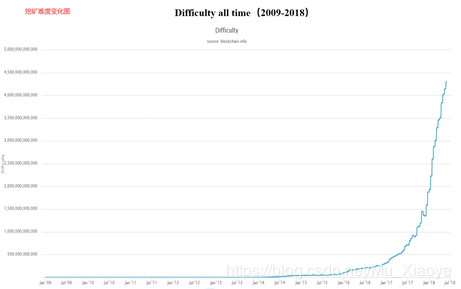 挖矿难度变化图
Difficulty all time（2009-2018）
Difficulty
source: blockchain.info
5,000,000,000,000
4,500,000,000,000
4,000,000,000,000
3,500,000,000,000
3,000,000,000,000
2,500,000,000,000
2,000,000,000,000
1,500,000,000,000
1,000,000,000,000
500,000,000,000
Difficulty
https://blog.csdn.net/Mu_Xiaoye
Jan '09 Jul '09 Jan '10 Jul '10 Jan '11 Jul '11 Jan '12 Jul '12 Jan '13 Jul '13 Jan '14 Jul '14 Jan '15 Jul '15 Jan '16 Jul '16 Jan '17 Jul '17 Jan '18 Jul '18